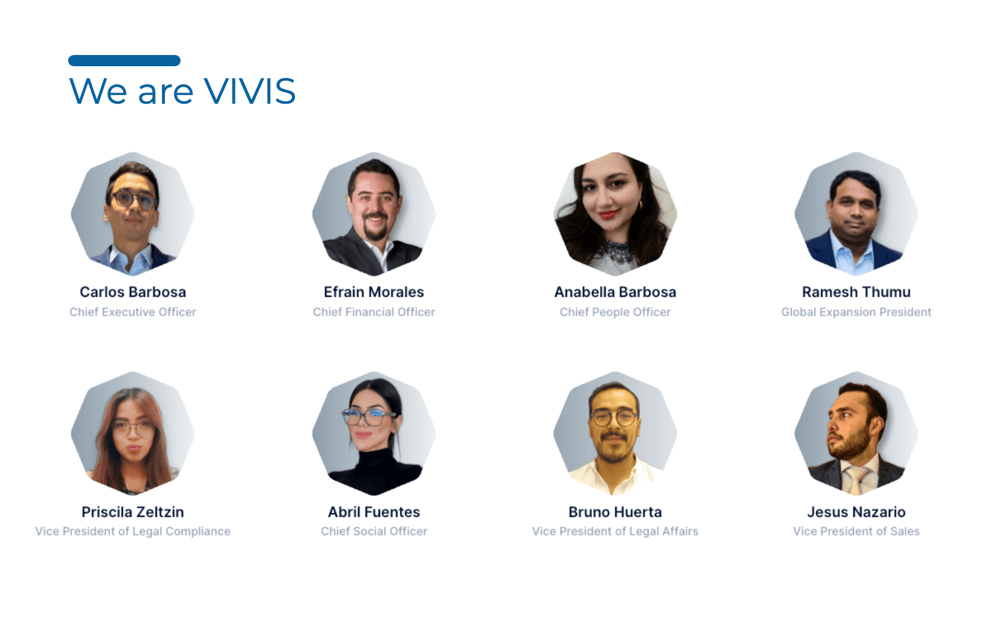 We are VIVIS
Carlos Barbosa
Chief Executive Officer
Efrain Morales
Chief Financial Officer
Anabella Barbosa
Chief People Officer
Ramesh Thumu
Global Expansion President
Priscila Zeltzin
Vice President of Legal Compliance
Abril Fuentes
Chief Social Officer
Bruno Huerta
Vice President of Legal Affairs
Jesus Nazario
Vice President of Sales